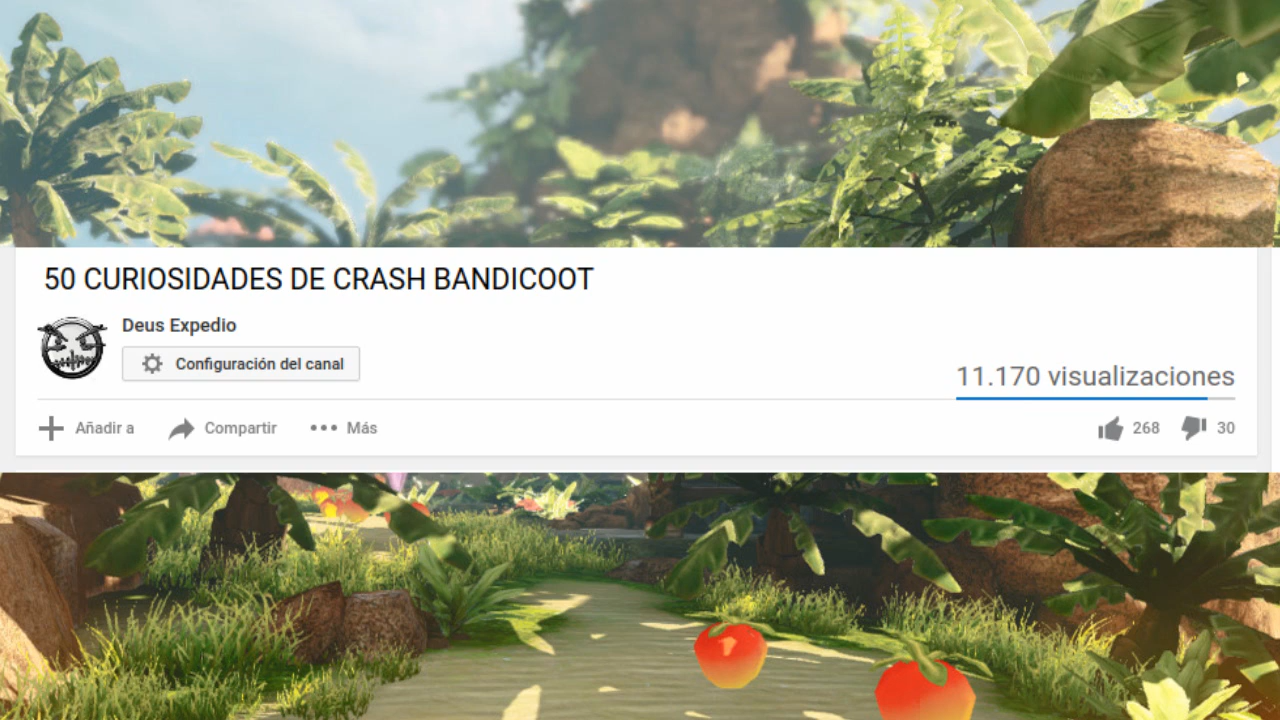 50 CURIOSIDADES DE CRASH BANDICOOT
Deus Expedio
Configuración del canal
11.170 visualizaciones
Añadir a
Compartir
Más
268
30